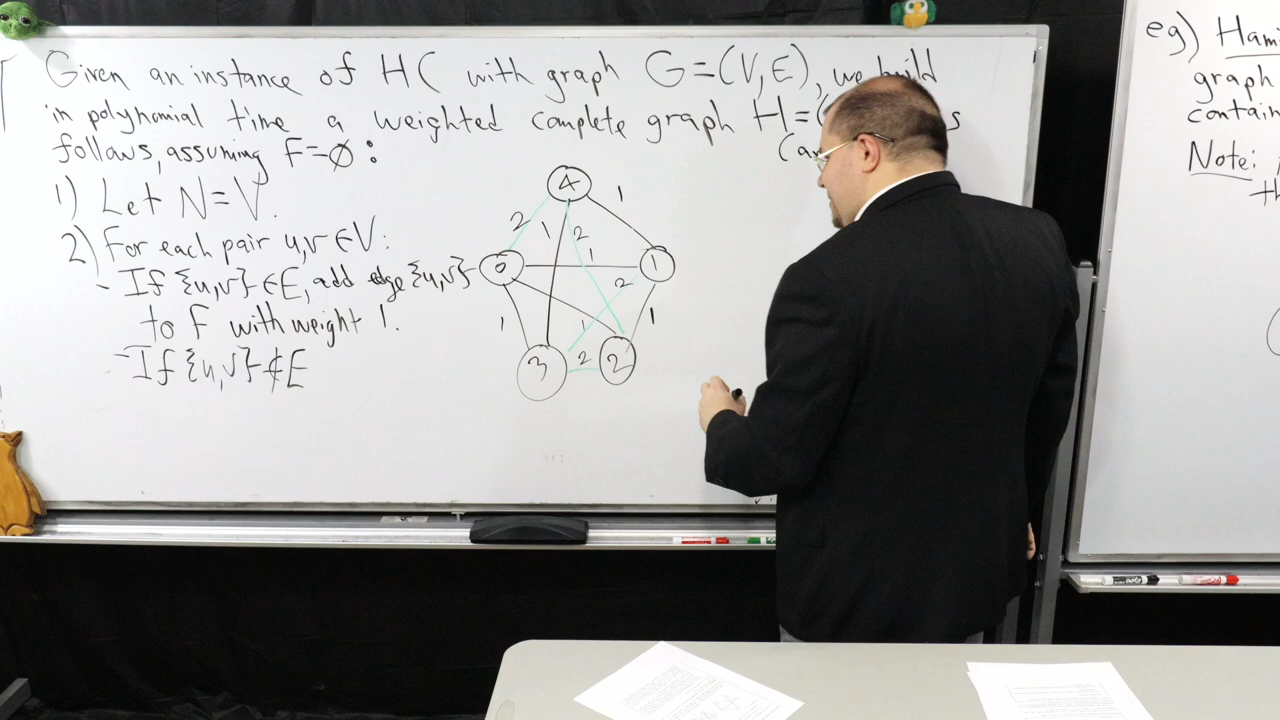 Given an instance of HC with graph G=(V,E), we build
in polynomial time a weighted complete graph H=(
follows, assuming F=∅:
1) Let N=V.
2) For each pair u,v∈V:
- If {u,v}∈E, add edge {u,v}
to F with weight 1.
- If {u,v}∉E
4
2
1
1
2
0
1
1
2
1
1
1
3
2
2
eg) Hami
graph
contain
Note:
th